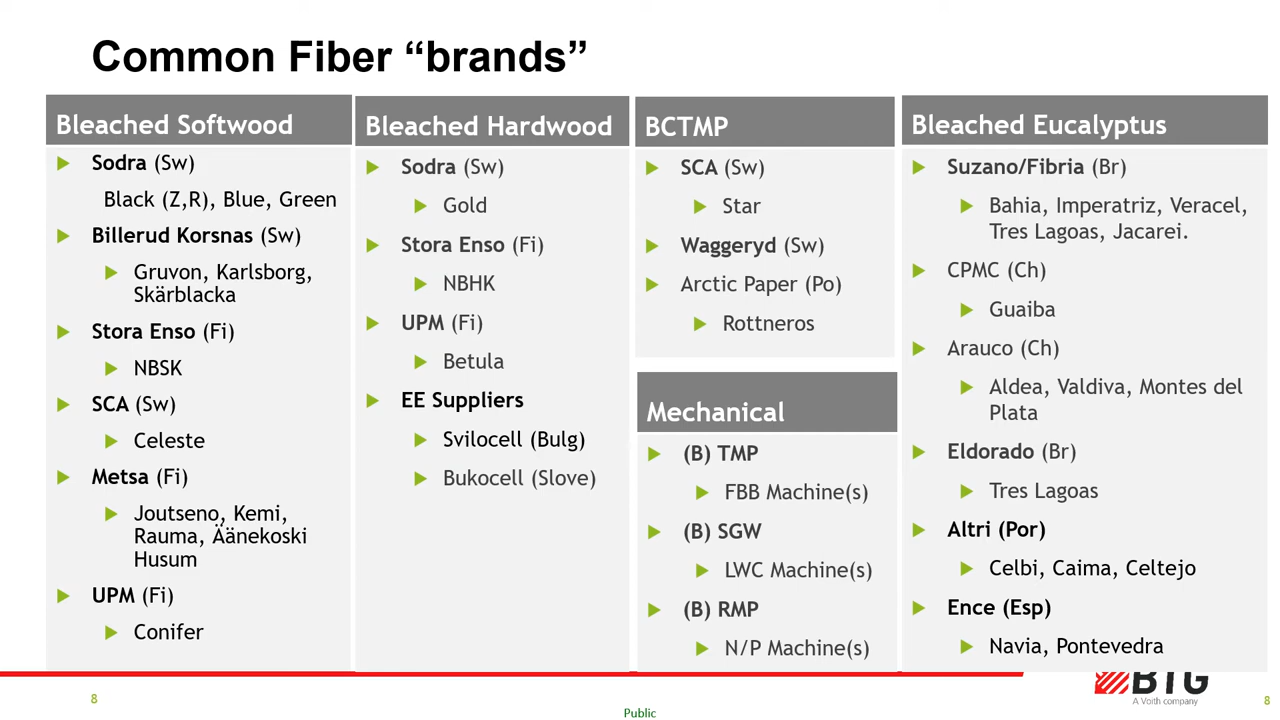 Common Fiber “brands”
Bleached Softwood
Sodra (Sw)
Black (Z,R), Blue, Green
Billerud Korsnas (Sw)
Gruvon, Karlsborg,
Skärblacka
Stora Enso (Fi)
NBSK
SCA (Sw)
Celeste
Metsa (Fi)
Joutseno, Kemi,
Rauma, Äänekoski
Husum
UPM (Fi)
Conifer
Bleached Hardwood
Sodra (Sw)
Gold
Stora Enso (Fi)
NBHK
UPM (Fi)
Betula
EE Suppliers
Svilocell (Bulg)
Bukocell (Slove)
BCTMP
SCA (Sw)
Star
Waggeryd (Sw)
Arctic Paper (Po)
Rottneros
Mechanical
(B) TMP
FBB Machine(s)
(B) SGW
LWC Machine(s)
(B) RMP
N/P Machine(s)
Bleached Eucalyptus
Suzano/Fibria (Br)
Bahia, Imperatriz, Veracel,
Tres Lagoas, Jacarei.
CPMC (Ch)
Guaiba
Arauco (Ch)
Aldea, Valdiva, Montes del
Plata
Eldorado (Br)
Tres Lagoas
Altri (Por)
Celbi, Caima, Celtejo
Ence (Esp)
Navia, Pontevedra
BTG
A Voith company
8
Public
8